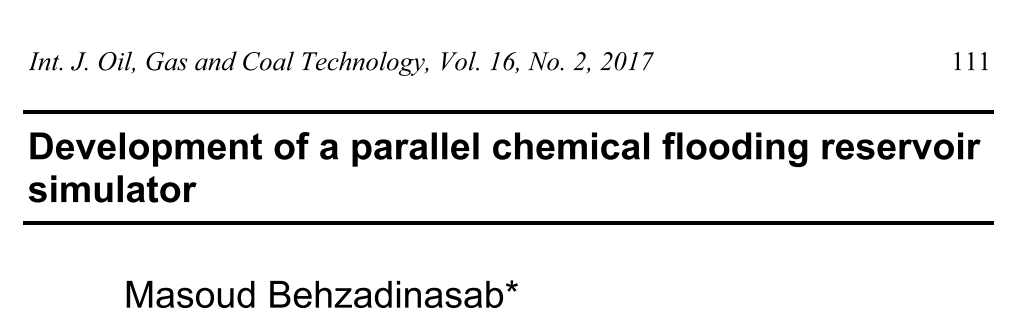 Int. J. Oil, Gas and Coal Technology, Vol. 16, No. 2, 2017 111
Development of a parallel chemical flooding reservoir
simulator
Masoud Behzadinasab*